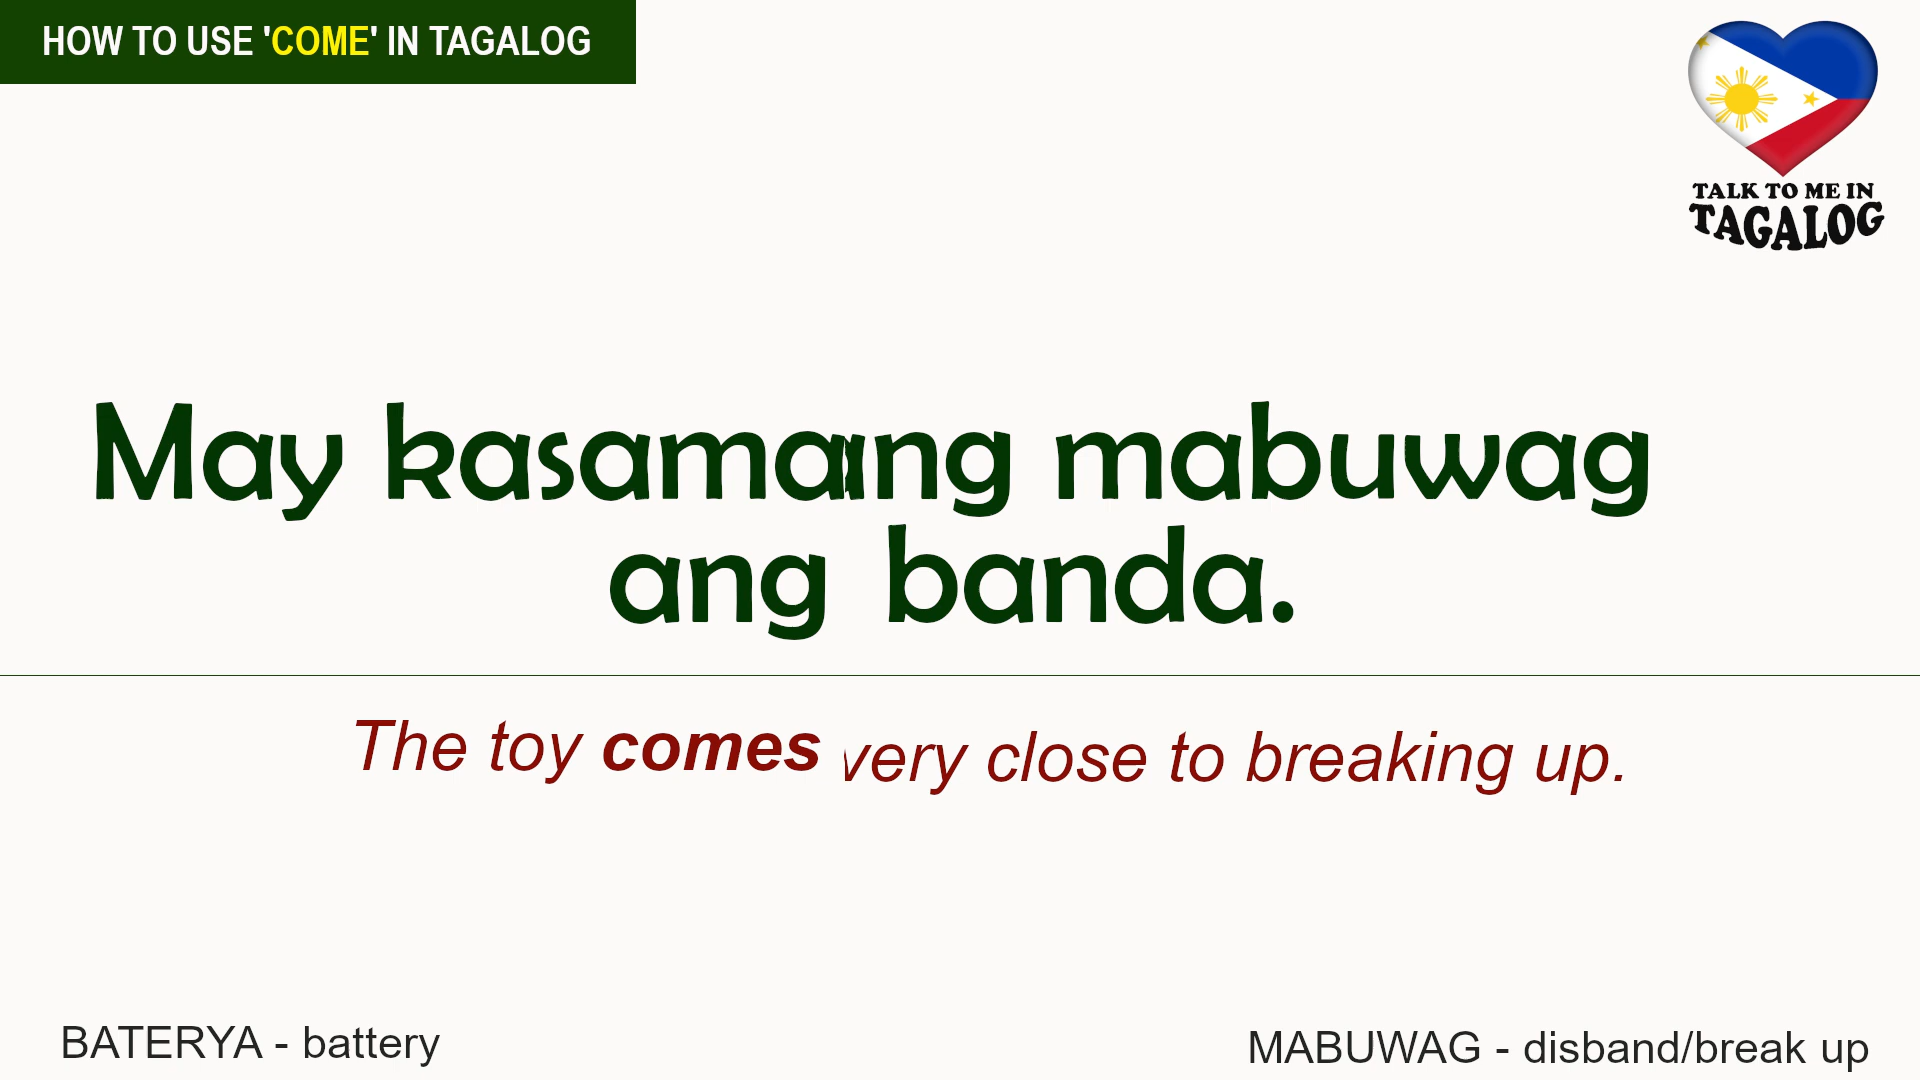 HOW TO USE 'COME' IN TAGALOG
TALK TO ME IN
TAGALOG
May kasamang mabuwag
ang banda.
The toy comes very close to breaking up.
BATERYA - battery
MABUWAG - disband/break up